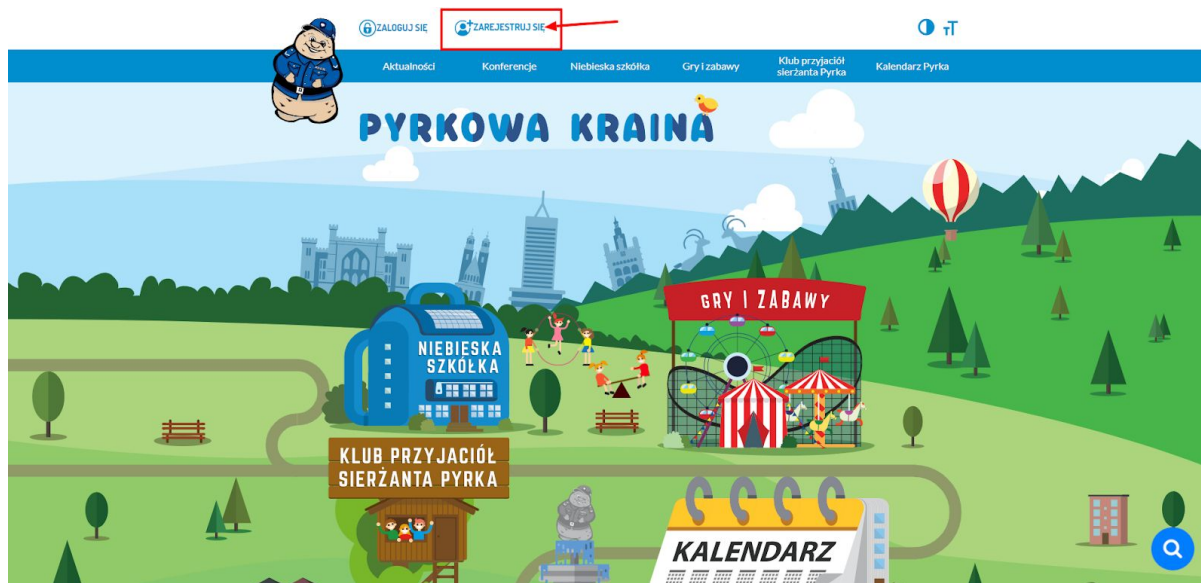 ZALOGUJ SIĘ
ZAREJESTRUJ SIĘ
Aktualności
Konferencje
Niebieska szkółka
Gry i zabawy
Klub przyjaciół
sierżanta Pyrka
Kalendarz Pyrka
PYRKOWA KRAINA
GRY I ZABAWY
NIEBIESKA
SZKÓŁKA
KLUB PRZYJACIÓŁ
SIERŻANTA PYRKA
KALENDARZ